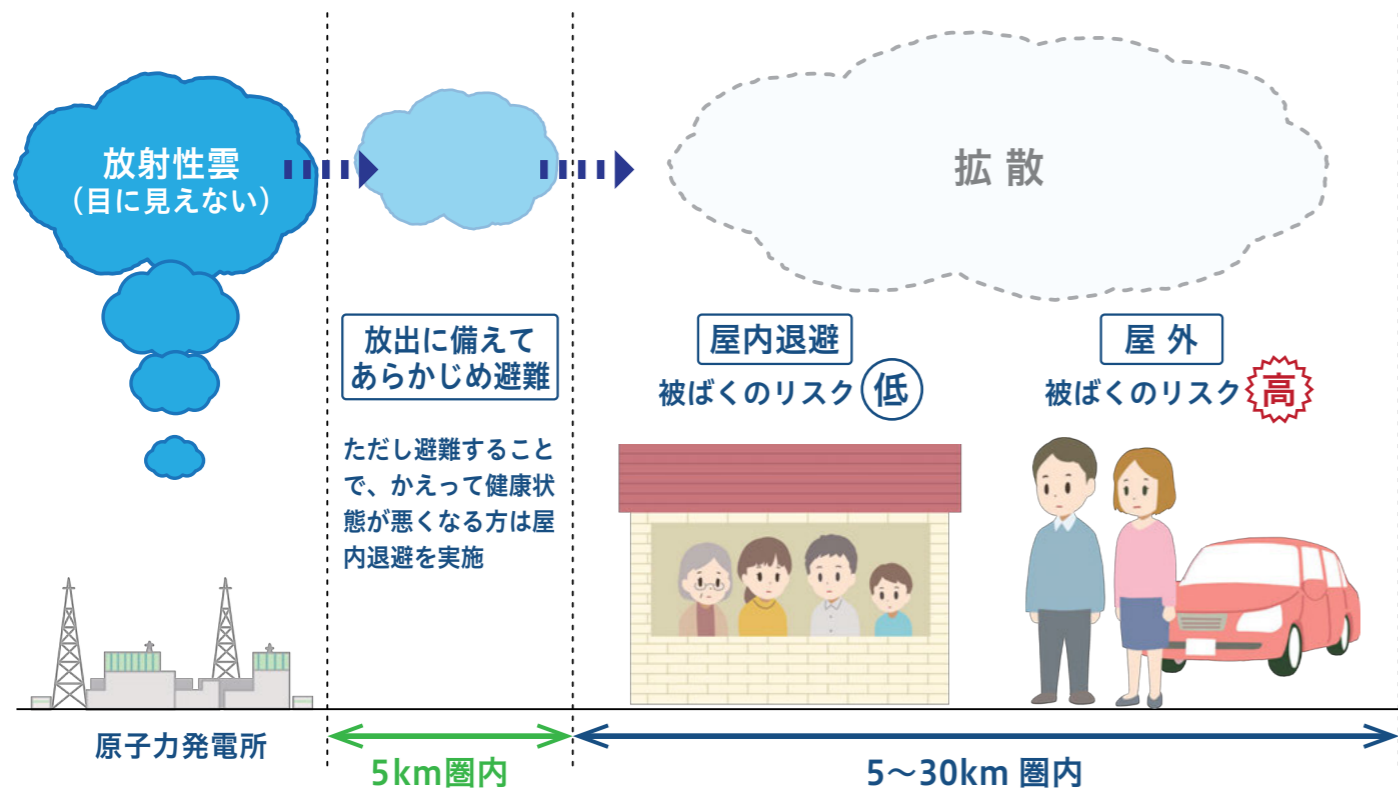 放射性雲
（目に見えない）
拡散
放出に備えて
あらかじめ避難
ただし避難すること
で、かえって健康状
態が悪くなる方は屋
内退避を実施
屋内退避
被ばくのリスク 低
屋外
被ばくのリスク 高
原子力発電所
5km圏内
5〜30km 圏内